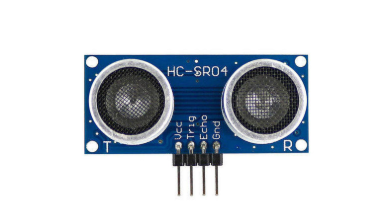 HC-SR04
Vcc
Trig
Echo
Gnd
T
R